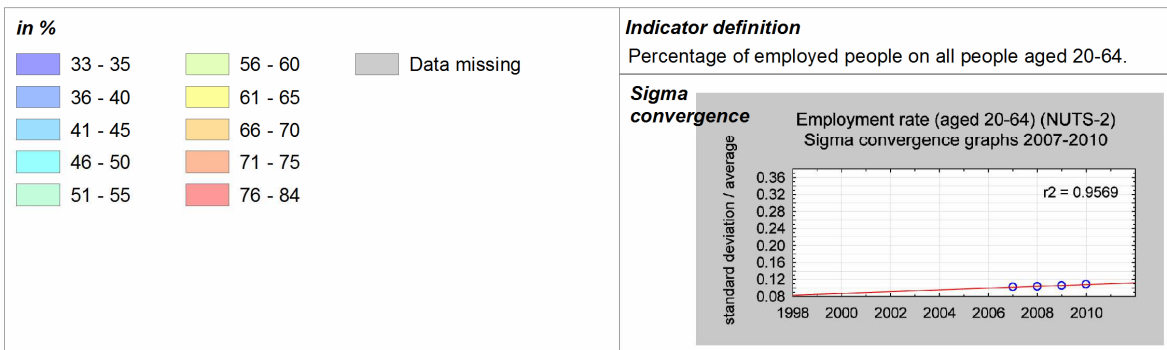 in %
33 - 35
36 - 40
41 - 45
46 - 50
51 - 55
56 - 60
61 - 65
66 - 70
71 - 75
76 - 84
Data missing
Indicator definition
Percentage of employed people on all people aged 20-64.
Sigma
convergence
Employment rate (aged 20-64) (NUTS-2)
Sigma convergence graphs 2007-2010
standard deviation / average
0.36
0.32
0.28
0.24
0.20
0.16
0.12
0.08
r2 = 0.9569
1998 2000 2002 2004 2006 2008 2010